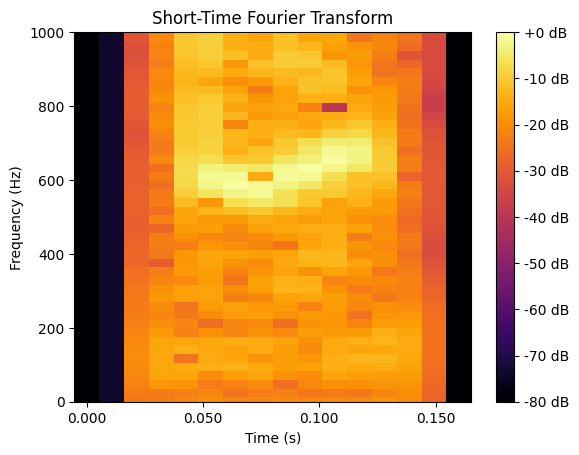 Short-Time Fourier Transform
1000
800
600
400
200
0
Frequency (Hz)
0.000
0.050
0.100
0.150
Time (s)
+0 dB
-10 dB
-20 dB
-30 dB
-40 dB
-50 dB
-60 dB
-70 dB
-80 dB